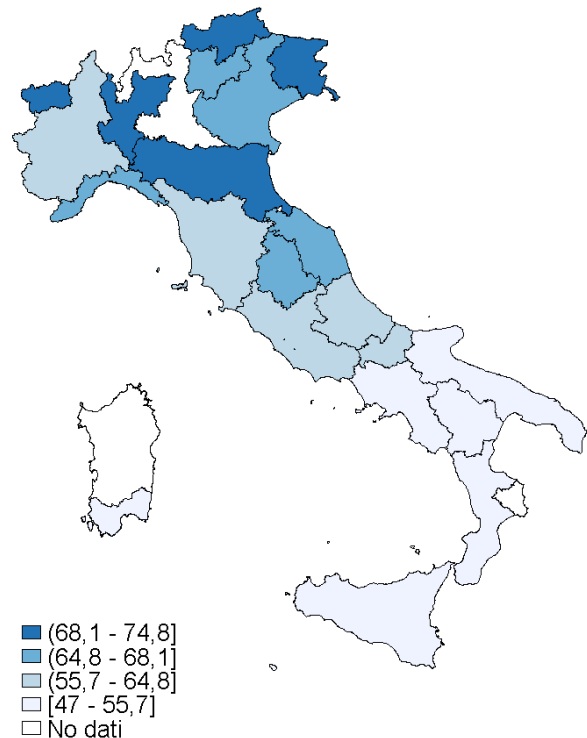 (68,1 - 74,8]
(64,8 - 68,1]
(55,7 - 64,8]
[47 - 55,7]
No dati